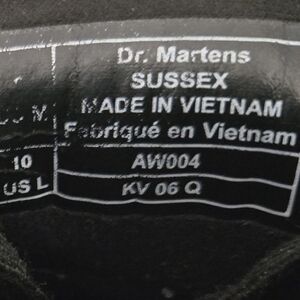 Dr. Martens
SUSSEX
MADE IN VIETNAM
Fabriqué en Vietnam
10
AW004
US L
KV 06 Q